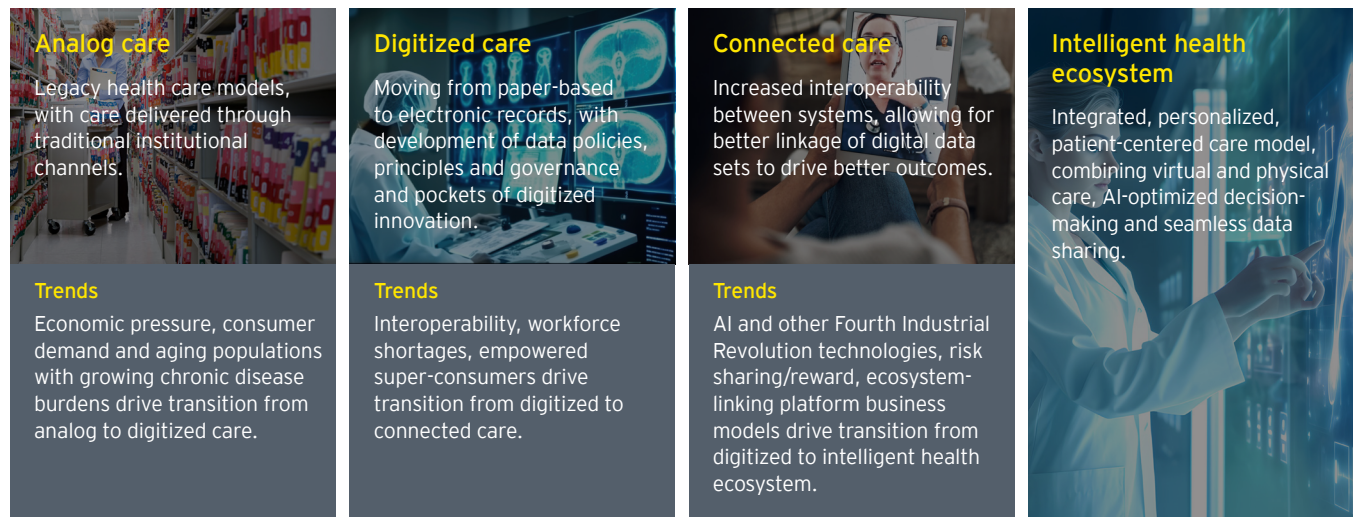 Analog care
Legacy health care models,
with care delivered through
traditional institutional
channels.
Trends
Economic pressure, consumer
demand and aging populations
with growing chronic disease
burdens drive transition from
analog to digitized care.
Digitized care
Moving from paper-based
to electronic records, with
development of data policies,
principles and governance
and pockets of digitized
innovation.
Trends
Interoperability, workforce
shortages, empowered
super-consumers drive
transition from digitized to
connected care.
Connected care
Increased interoperability
between systems, allowing for
better linkage of digital data
sets to drive better outcomes.
Trends
AI and other Fourth Industrial
Revolution technologies, risk
sharing/reward, ecosystem-
linking platform business
models drive transition from
digitized to intelligent health
ecosystem.
Intelligent health
ecosystem
Integrated, personalized,
patient-centered care model,
combining virtual and physical
care, AI-optimized decision-
making and seamless data
sharing.